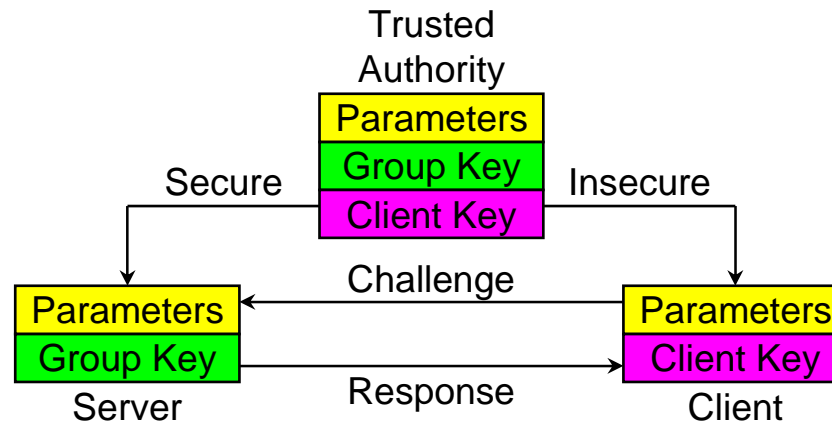 Trusted
Authority
Parameters
Group Key
Client Key
Secure
Insecure
Challenge
Parameters
Group Key
Server
Response
Parameters
Client Key
Client